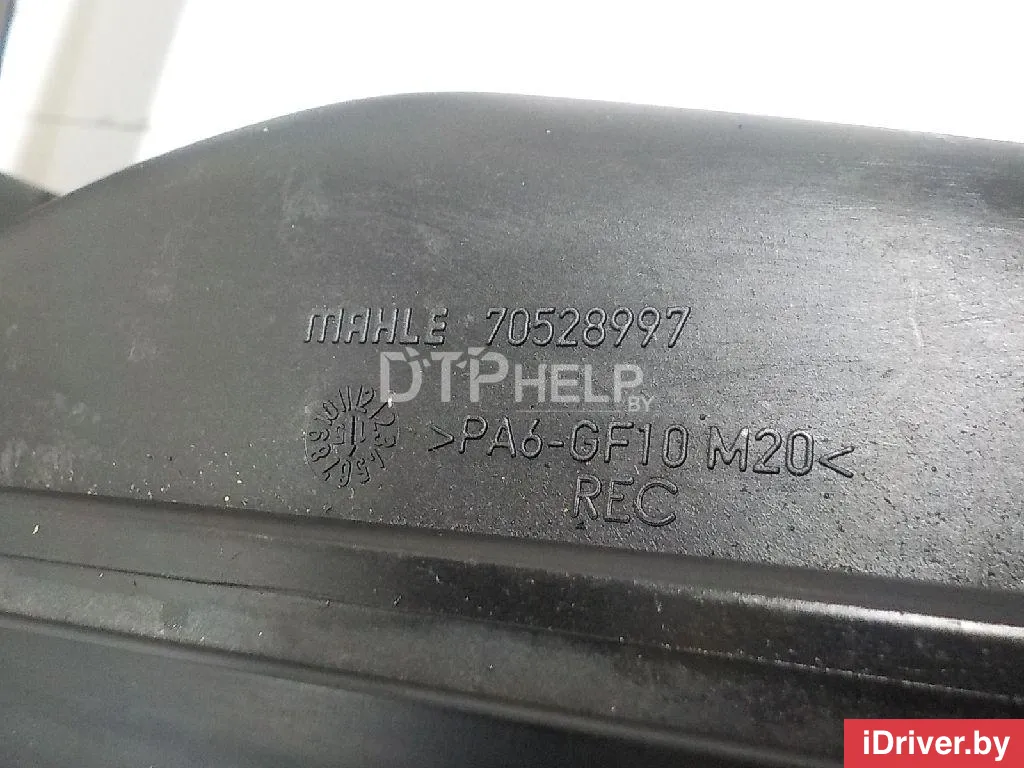 MAHLE 70528997
DTPHELP.BY
>PA6-GF10 M20<
REC
iDriver.by